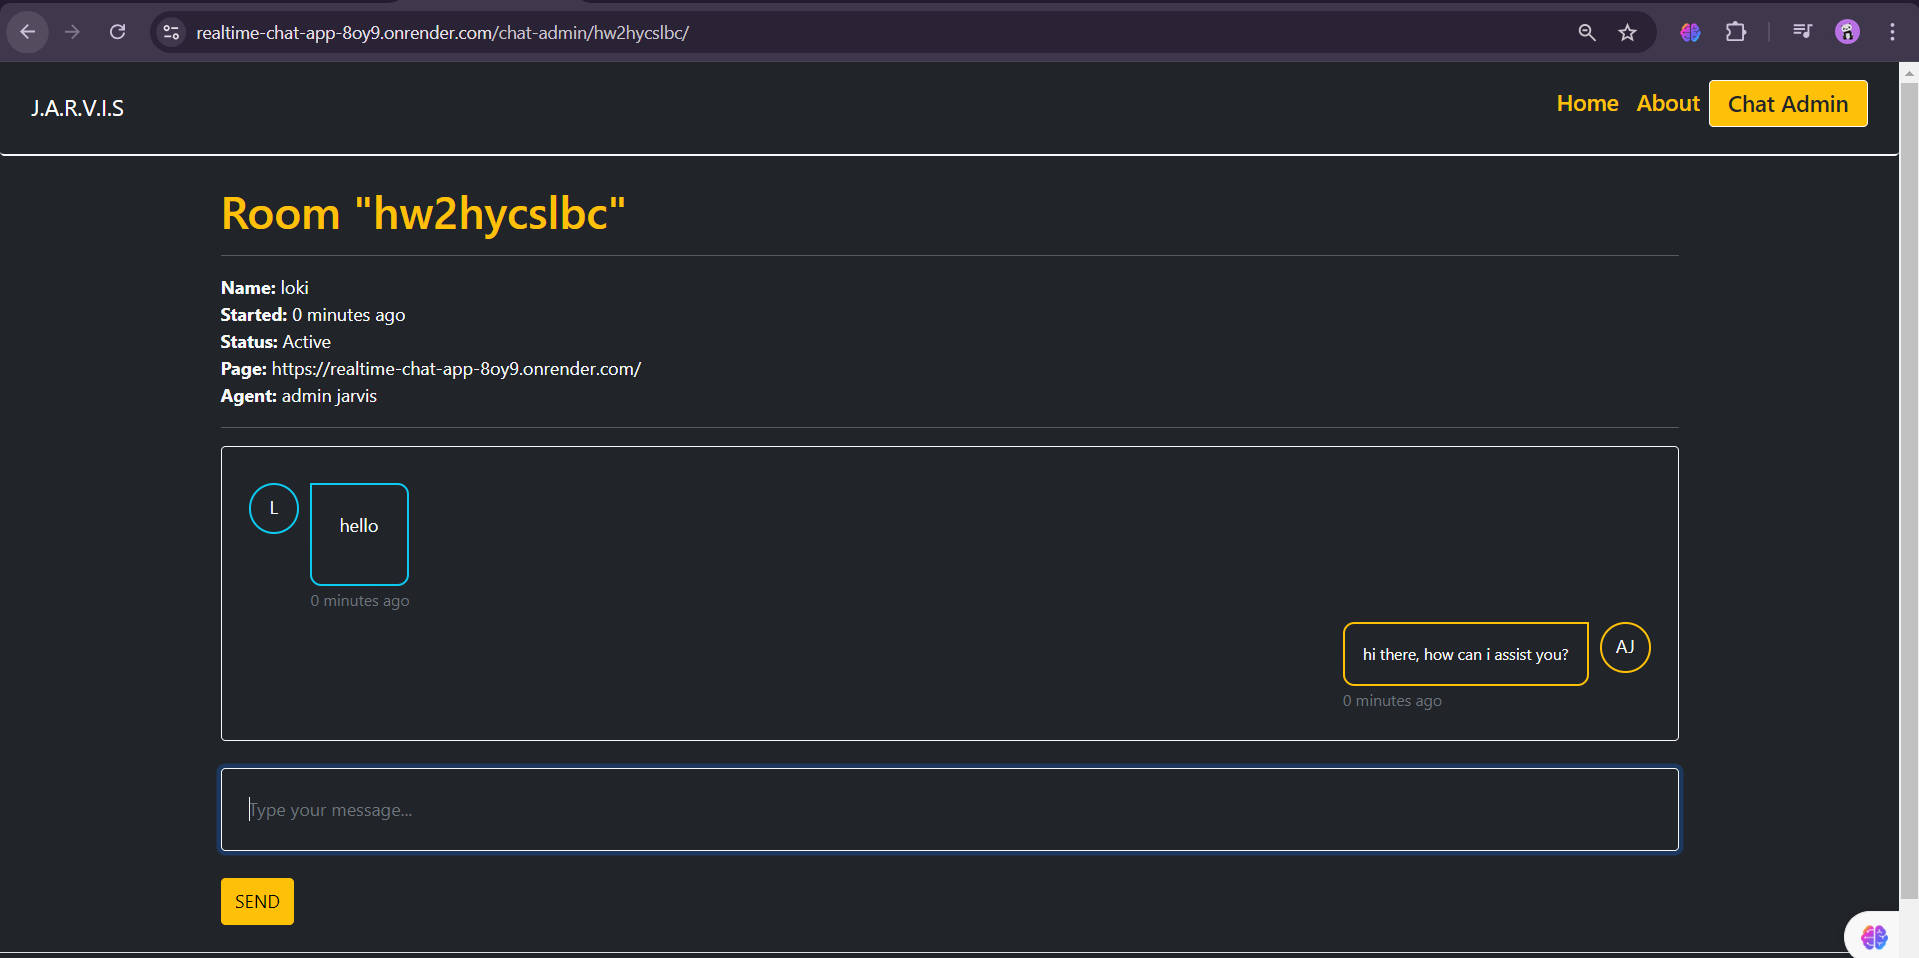 realtime-chat-app-8oy9.onrender.com/chat-admin/hw2hycslbc/
J.A.R.V.I.S
Home About Chat Admin
Room "hw2hycslbc"
Name: loki
Started: 0 minutes ago
Status: Active
Page: https://realtime-chat-app-8oy9.onrender.com/
Agent: admin jarvis
L hello
0 minutes ago
hi there, how can i assist you? AJ
0 minutes ago
Type your message...
SEND